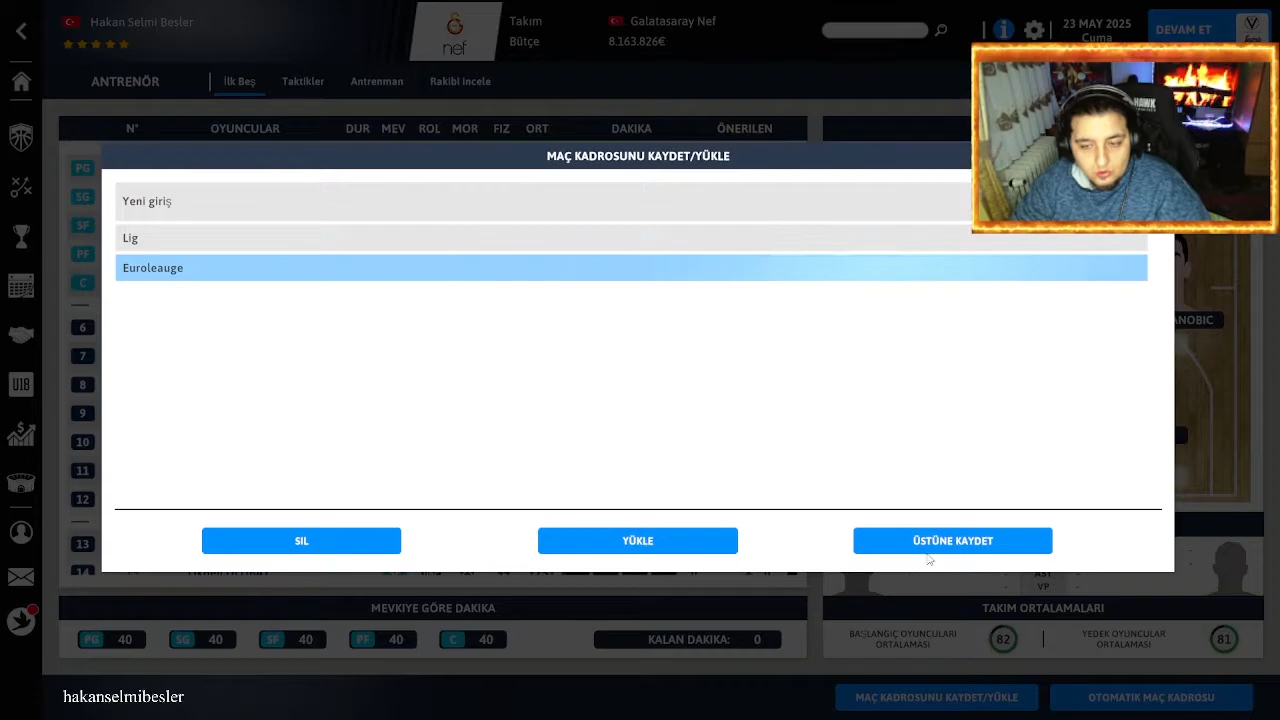 Hakan Selmi Besler
nef
Takım
Galatasaray Nef
Bütçe
8.163.826€
23 MAY 2025
Cuma
DEVAM ET
ANTRENÖR
İlk Beş
Taktikler
Antrenman
Rakibi incele
HAWK
N°
OYUNCULAR
DUR
MEV
ROL
MOR
FIZ
ORT
DAKIKA
ÖNERILEN
MAÇ KADROSUNU KAYDET/YÜKLE
PG
SG
SF
PF
C
6
7
8
9
10
11
12
13
14
U18
Yeni giriş
Lig
Euroleauge
ANOBIC
SIL
YÜKLE
ÜSTÜNE KAYDET
AST
VP
MEVKIYE GÖRE DAKIKA
TAKIM ORTALAMALARI
PG 40
SG 40
SF 40
PF 40
C 40
KALAN DAKIKA: 0
BAŞLANGIÇ OYUNCULARI
ORTALAMASI
82
YEDEK OYUNCULAR
ORTALAMASI
81
hakanselmibesler
MAÇ KADROSUNU KAYDET/YÜKLE
OTOMATIK MAÇ KADROSU